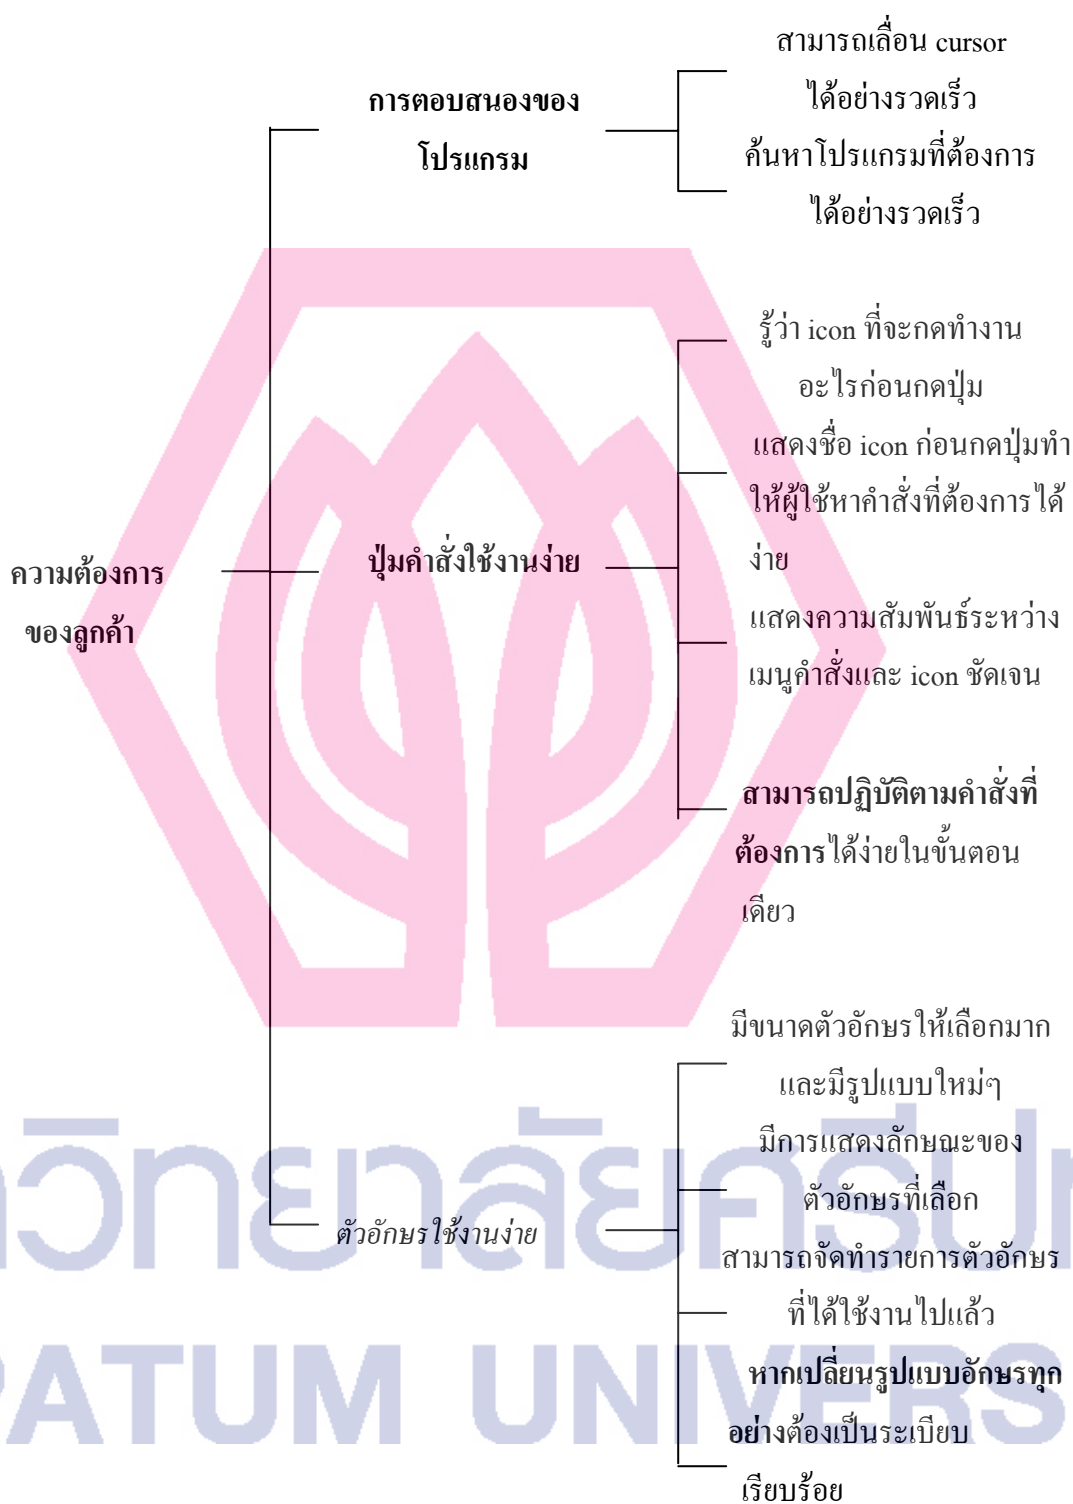 สามารถเลื่อน cursor
ได้อย่างรวดเร็ว
การตอบสนองของ
โปรแกรม
ค้นหาโปรแกรมที่ต้องการ
ได้อย่างรวดเร็ว
รู้ว่า icon ที่จะกดทำงาน
อะไรก่อนกดปุ่ม
แสดงชื่อ icon ก่อนกดปุ่มทำ
ให้ผู้ใช้หาคำสั่งที่ต้องการได้
ง่าย
ปุ่มคำสั่งใช้งานง่าย
ความต้องการ
ของลูกค้า
แสดงความสัมพันธ์ระหว่าง
เมนูคำสั่งและ icon ชัดเจน
สามารถปฏิบัติตามคำสั่งที่
ต้องการได้ง่ายในขั้นตอน
เดียว
มีขนาดตัวอักษรให้เลือกมาก
และมีรูปแบบใหม่ๆ
มีการแสดงลักษณะของ
ตัวอักษรที่เลือก
ตัวอักษรใช้งานง่าย
สามารถจัดทำรายการตัวอักษร
ที่ได้ใช้งานไปแล้ว
หากเปลี่ยนรูปแบบอักษรทุก
อย่างต้องเป็นระเบียบ
เรียบร้อย
วิทยาลัยศรีป
PATUM UNIVERS